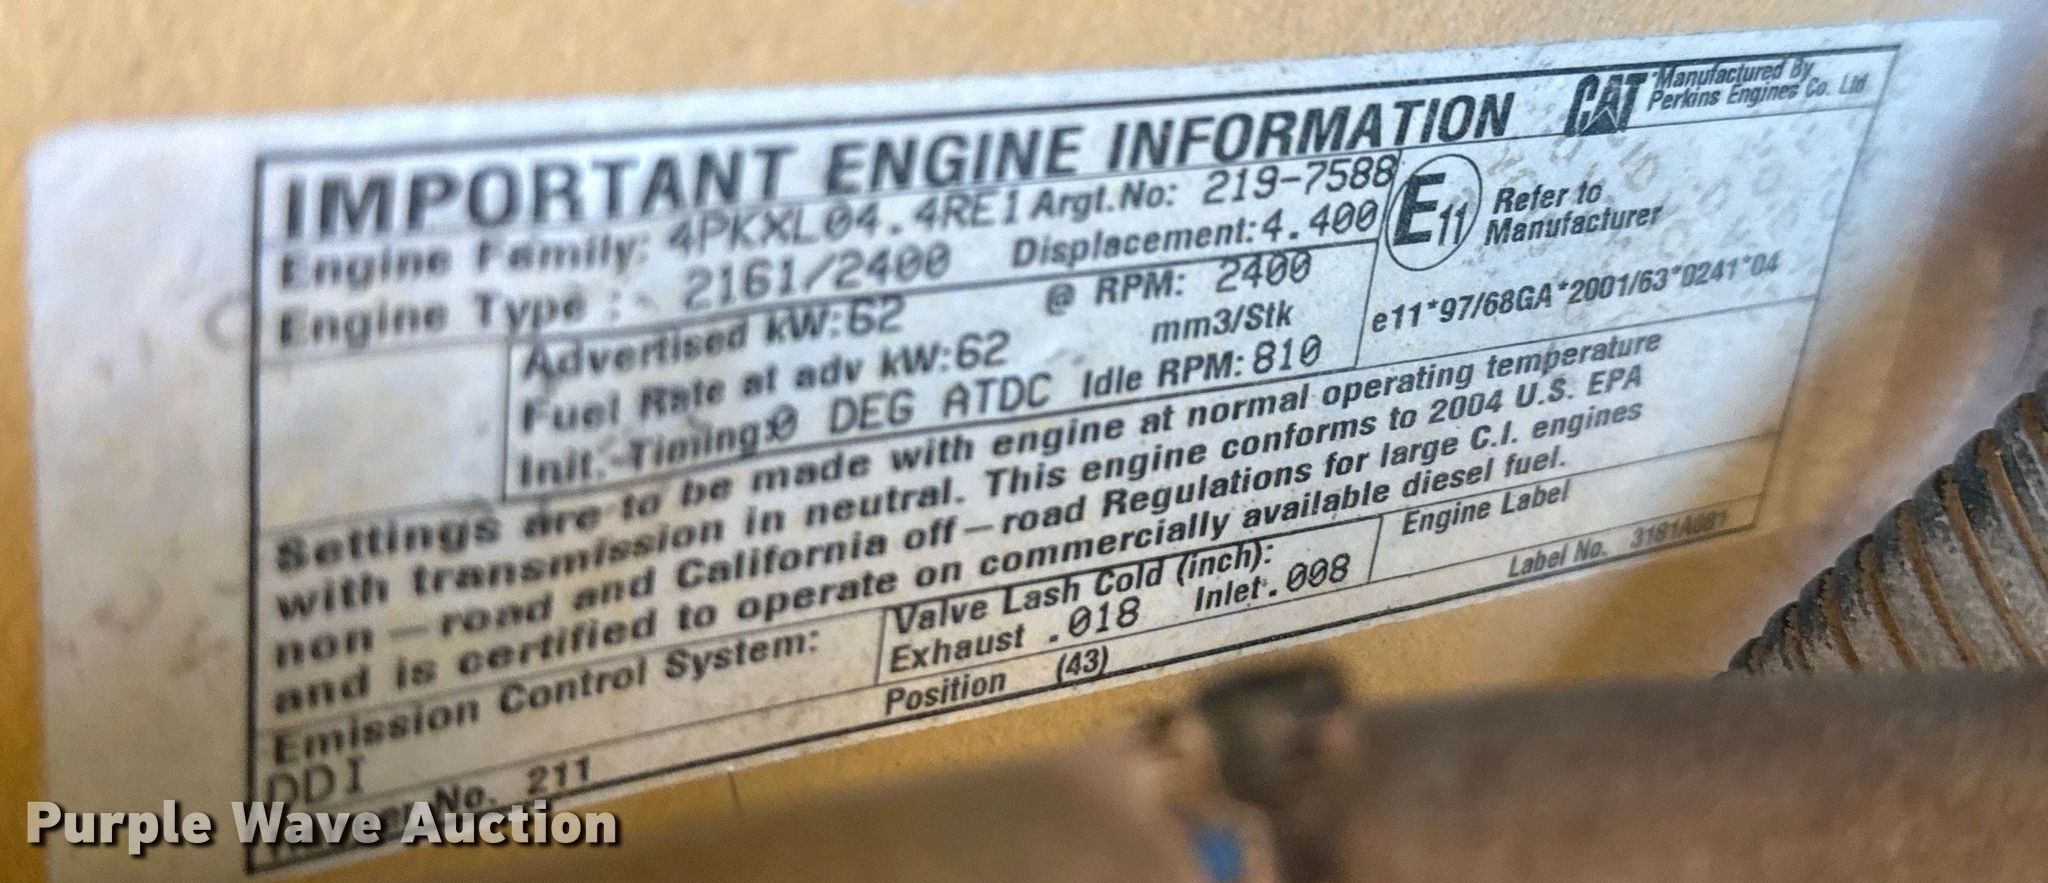 IMPORTANT ENGINE INFORMATION CAT Manufactured By
Perkins Engines Co. Ltd
Engine Family: 4PKXL04.4RE1 Argt.No: 219-7588
Engine Type : 2161/2400 Displacement: 4.400
E11 Refer to
Manufacturer
Advertised kW:62 @ RPM: 2400
Fuel Rate at adv kW:62 mm3/Stk
Init. Timing:0 DEG ATDC Idle RPM: 810
e11*97/68GA*2001/63*0241*04
Settings are to be made with engine at normal operating temperature
with transmission in neutral. This engine conforms to 2004 U.S. EPA
non-road and California off-road Regulations for large C.I. engines
and is certified to operate on commercially available diesel fuel.
Emission Control System:
DDI
Valve Lash Cold (inch):
Exhaust .018 Inlet .008
Engine Label
No. 211
Position (43)
Label No.
Purple Wave Auction